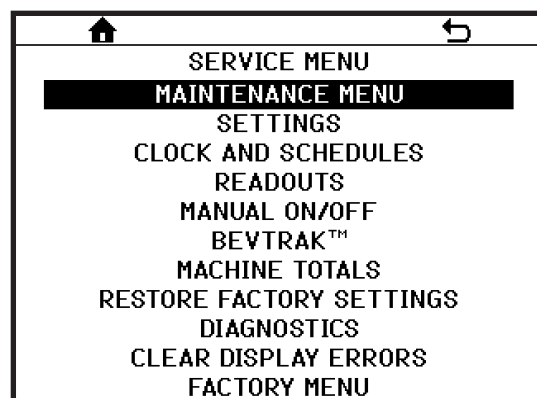 SERVICE MENU
MAINTENANCE MENU
SETTINGS
CLOCK AND SCHEDULES
READOUTS
MANUAL ON/OFF
BEVTRAK™
MACHINE TOTALS
RESTORE FACTORY SETTINGS
DIAGNOSTICS
CLEAR DISPLAY ERRORS
FACTORY MENU